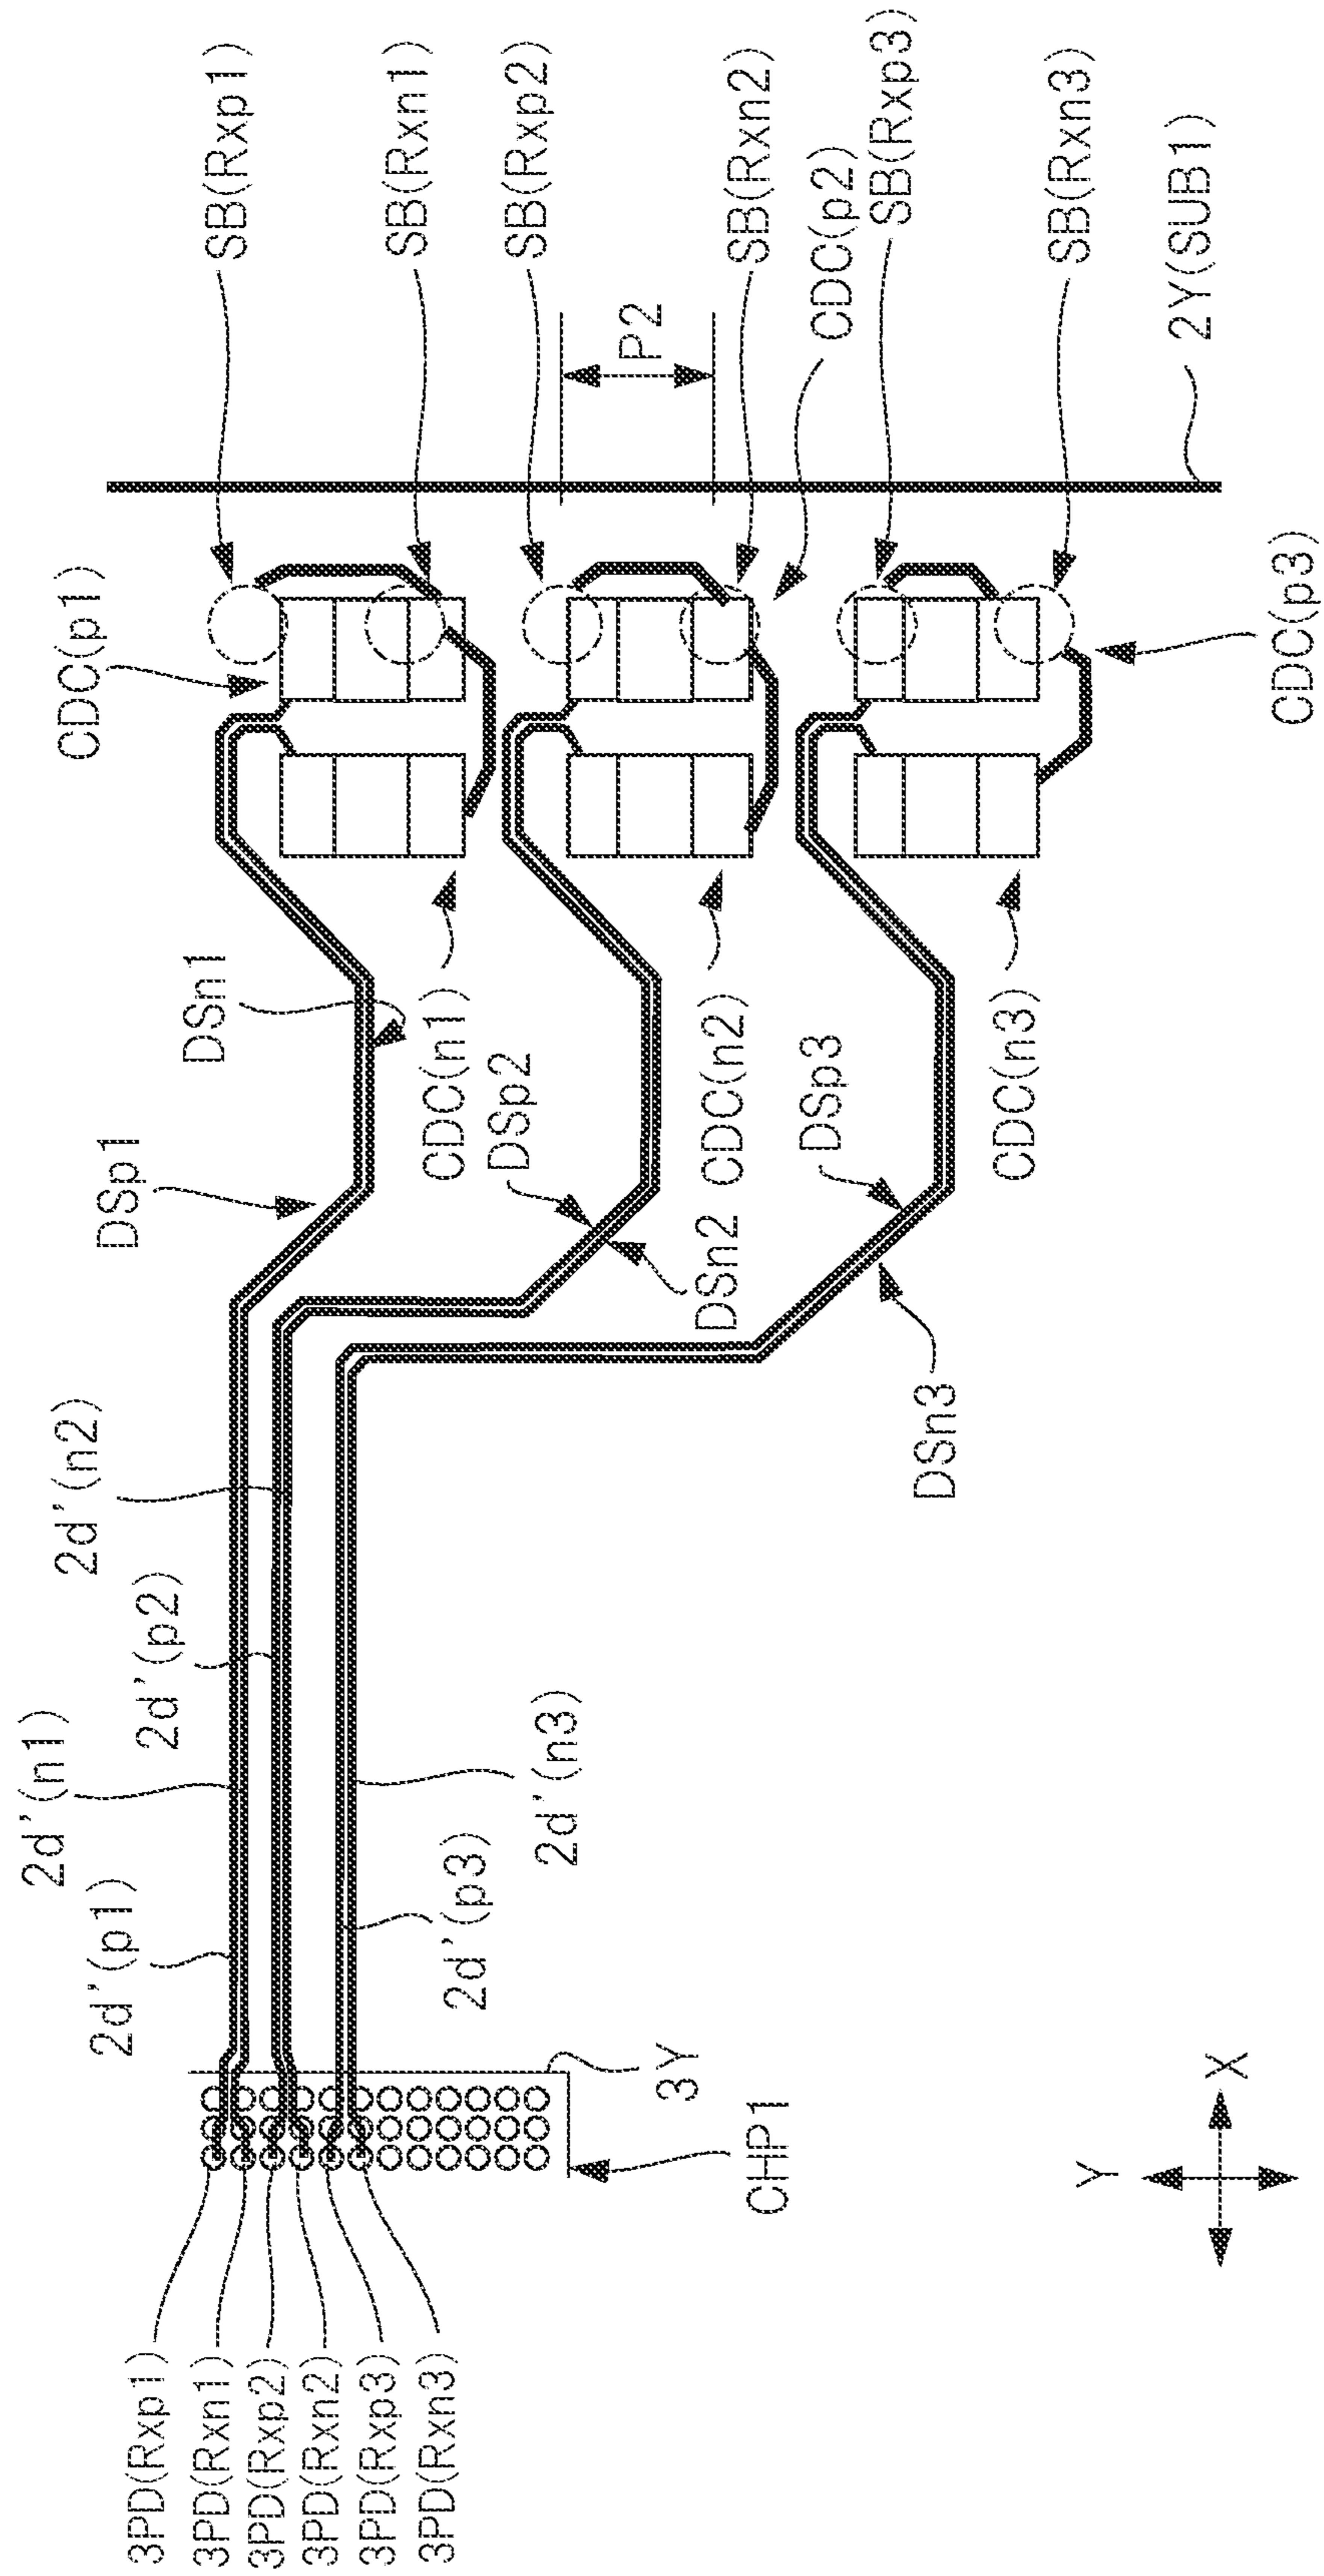 SB(Rxp1)
SB(Rxn1)
SB(Rxp2)
SB(Rxn2)
CDC(p2)
SB(Rxp3)
SB(Rxn3)
P2
2Y(SUB1)
CDC(p1)
CDC(p3)
DSn1
CDC(n1)
CDC(n2)
CDC(n3)
DSp1
DSp2
DSn2
DSp3
DSn3
2d'(n2)
2d'(p2)
2d'(n1)
2d'(n3)
2d'(p1)
2d'(p3)
3Y
CHP1
X
Y
3PD(Rxp1)
3PD(Rxn1)
3PD(Rxp2)
3PD(Rxn2)
3PD(Rxp3)
3PD(Rxn3)